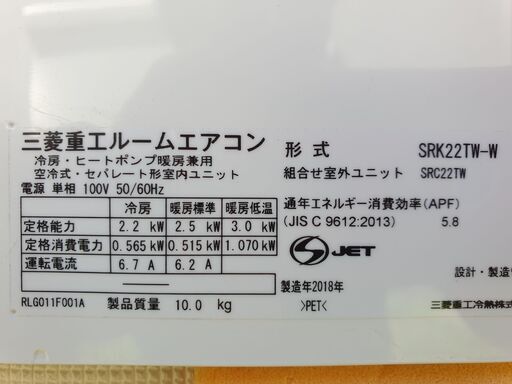 三菱重工ルームエアコン
冷房・ヒートポンプ暖房兼用
空冷式・セパレート形室内ユニット
電源 単相 100V 50/60Hz
冷房 暖房標準 暖房低温
定格能力 2.2 kW 2.5 kW 3.0 kW
定格消費電力 0.565 kW 0.515 kW 1.070 kW
運転電流 6.7 A 6.2 A
RLG011F001A 製品質量 10.0 kg
形式 SRK22TW-W
組合せ室外ユニット SRC22TW
通年エネルギー消費効率(APF)
(JIS C 9612:2013) 5.8
JET
設計・製
製造年2018年
>PET<
三菱重工冷熱株式